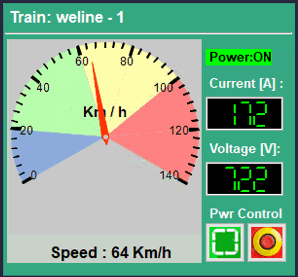 Train: weline - 1
Power:ON
Current [A] :
172
Voltage [V]:
722
Pwr Control
0
20
40
60
80
100
120
140
Km / h
Speed : 64 Km/h